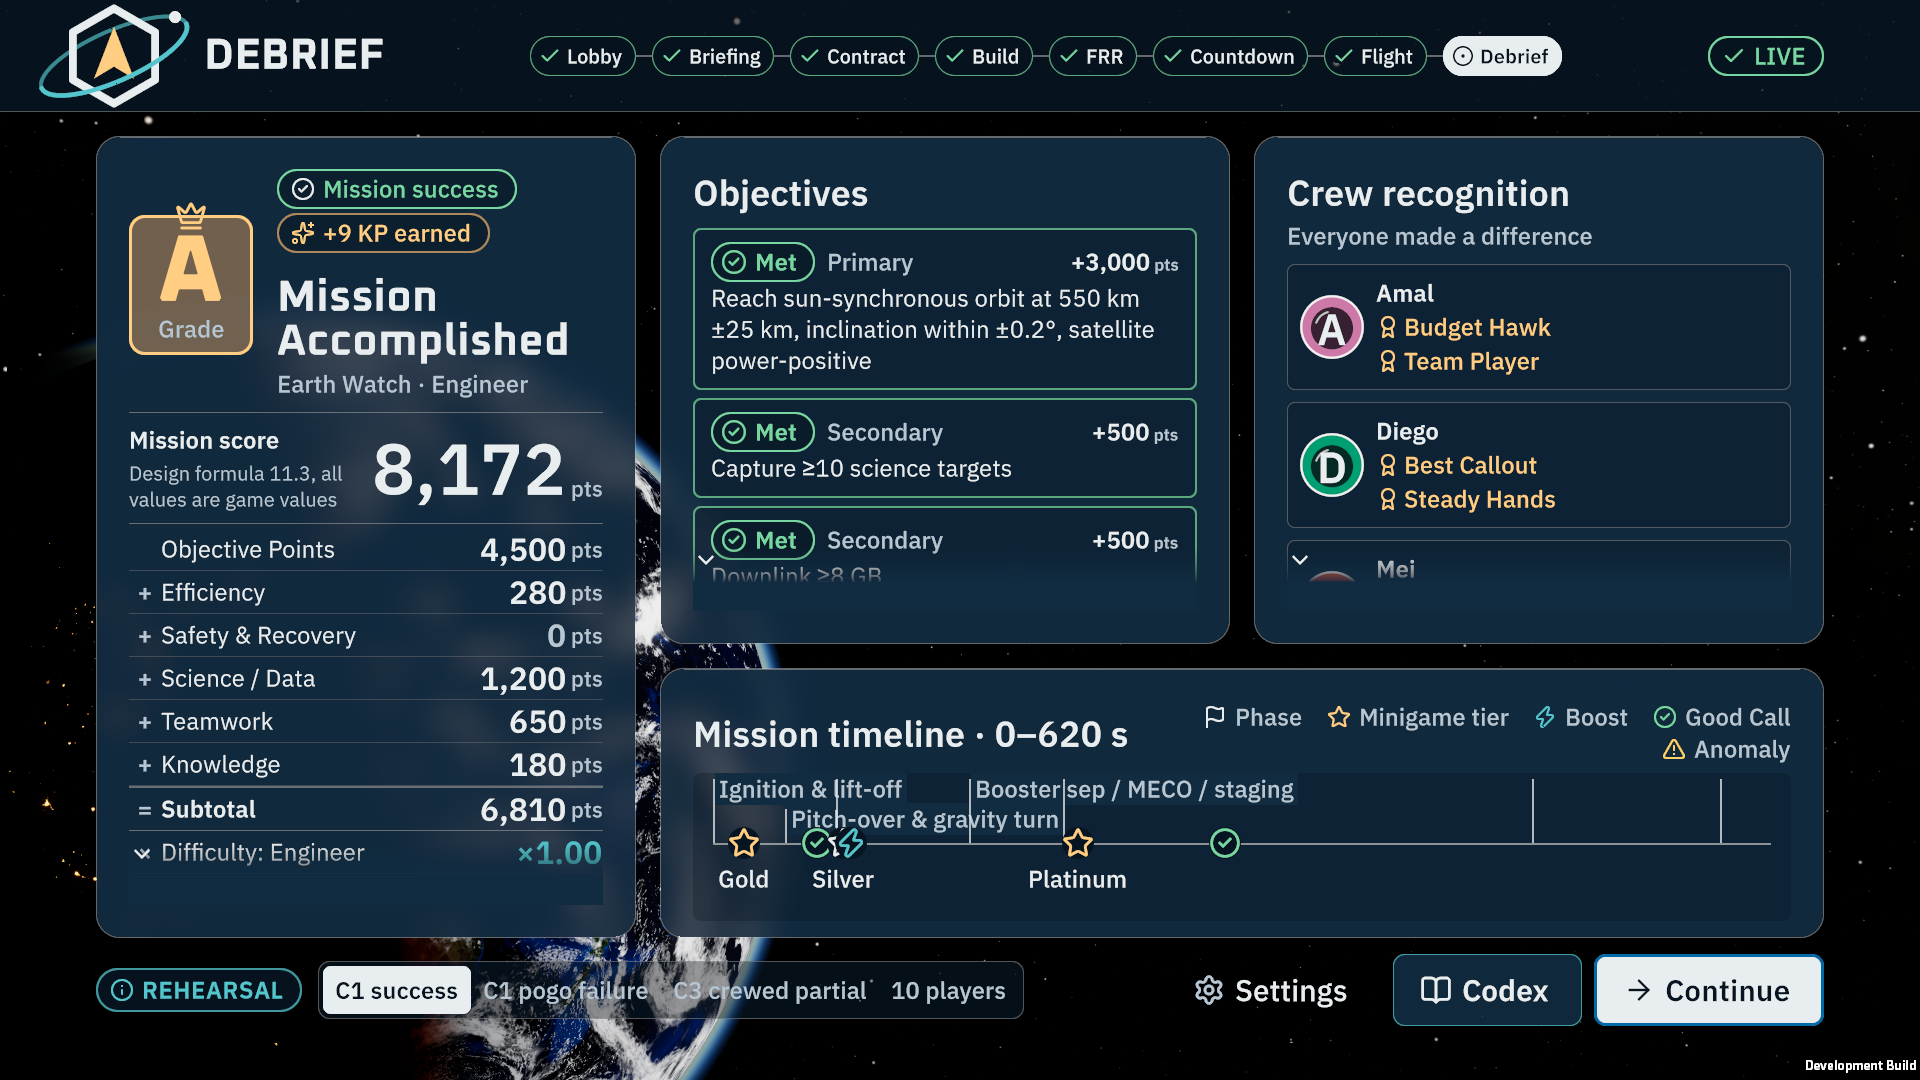 DEBRIEF
Lobby
Briefing
Contract
Build
FRR
Countdown
Flight
Debrief
LIVE
Mission success
+9 KP earned
A
Grade
Mission
Accomplished
Earth Watch · Engineer
Mission score
Design formula 11.3, all
values are game values
8,172 pts
Objective Points 4,500 pts
+ Efficiency 280 pts
+ Safety & Recovery 0 pts
+ Science / Data 1,200 pts
+ Teamwork 650 pts
+ Knowledge 180 pts
= Subtotal 6,810 pts
Difficulty: Engineer ×1.00
Objectives
Met Primary +3,000 pts
Reach sun-synchronous orbit at 550 km
±25 km, inclination within ±0.2°, satellite
power-positive
Met Secondary +500 pts
Capture ≥10 science targets
Met Secondary +500 pts
Downlink ≥8 GB
Crew recognition
Everyone made a difference
A
Amal
Budget Hawk
Team Player
D
Diego
Best Callout
Steady Hands
Mei
Mission timeline · 0–620 s
Phase
Minigame tier
Boost
Good Call
Anomaly
Ignition & lift-off
Booster sep / MECO / staging
Pitch-over & gravity turn
Gold
Silver
Platinum
REHEARSAL
C1 success
C1 pogo failure
C3 crewed partial
10 players
Settings
Codex
Continue
Development Build